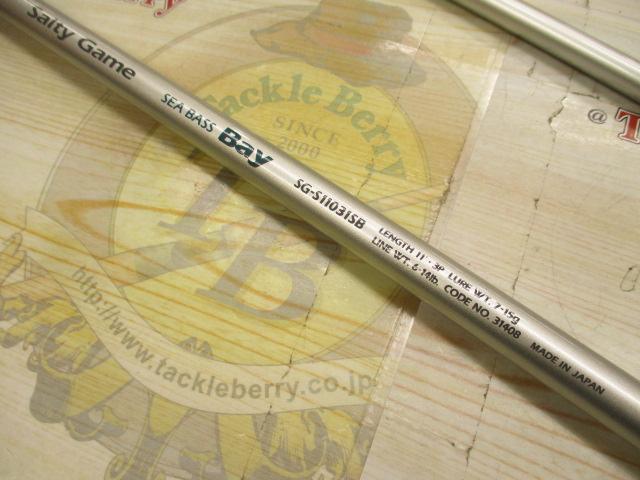 Salty Game
SEA BASS Bay
SG-S11031SB
LENGTH 11'-3P LURE WT. 7-15g
LINE WT. 6-14lb. CODE NO. 31408
MADE IN JAPAN
Tackle Berry
SINCE
2000
TB
http://www.tackleberry.co.jp
@